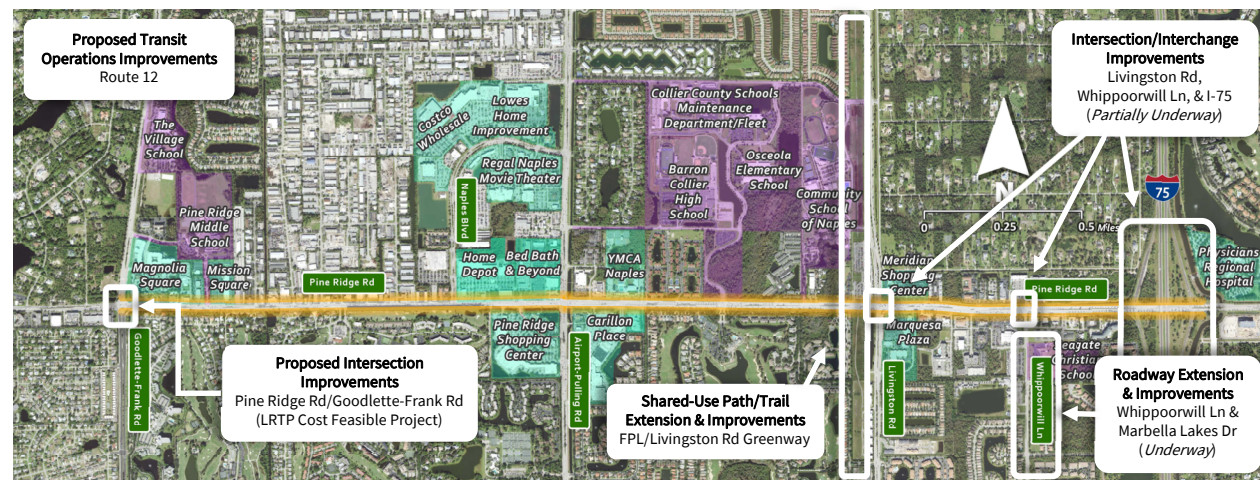 Proposed Transit
Operations Improvements
Route 12
Intersection/Interchange
Improvements
Livingston Rd,
Whippoorwill Ln, & I-75
(Partially Underway)
The
Village
School
Costco
Wholesale
Lowes
Home
Improvement
Collier County Schools
Maintenance
Department/Fleet
Regal Naples
Movie Theater
Barron
Collier
High
School
Osceola
Elementary
School
Community
School
of Naples
N
75
0
0.25
0.5 Miles
Naples Blvd
Pine Ridge
Middle
School
Magnolia
Square
Mission
Square
Pine Ridge Rd
Home
Depot
Bed Bath
& Beyond
YMCA
Naples
Meridian
Shopping
Center
Pine Ridge Rd
Physicians
Regional
Hospital
Goodlette-Frank Rd
Proposed Intersection
Improvements
Pine Ridge Rd/Goodlette-Frank Rd
(LRTP Cost Feasible Project)
Pine Ridge
Shopping
Center
Airport-Pulling Rd
Carillon
Place
Shared-Use Path/Trail
Extension & Improvements
FPL/Livingston Rd Greenway
Marquesa
Plaza
Livingston Rd
Whippoorwill Ln
Christian
School
Roadway Extension
& Improvements
Whippoorwill Ln &
Marbella Lakes Dr
(Underway)